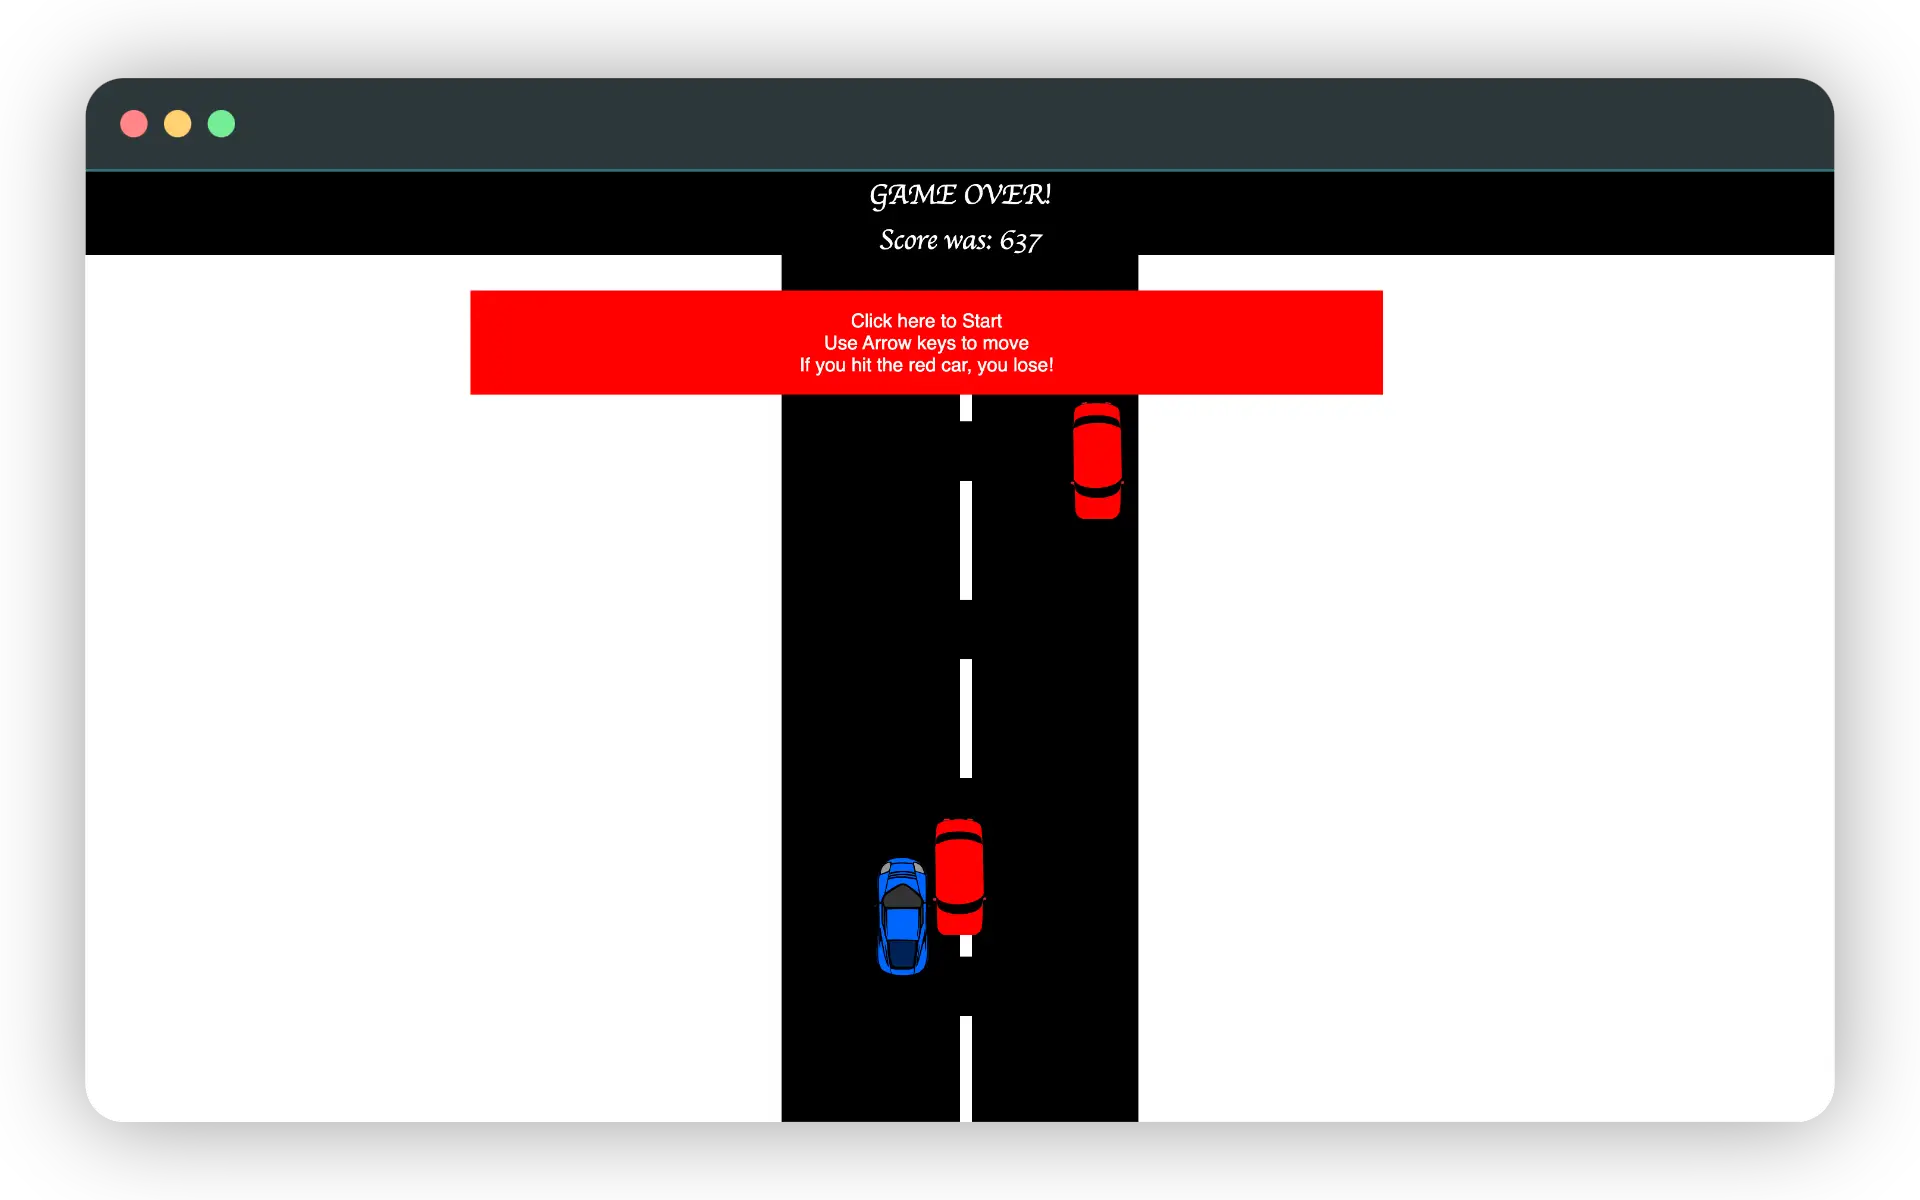 GAME OVER!
Score was: 637
Click here to Start
Use Arrow keys to move
If you hit the red car, you lose!